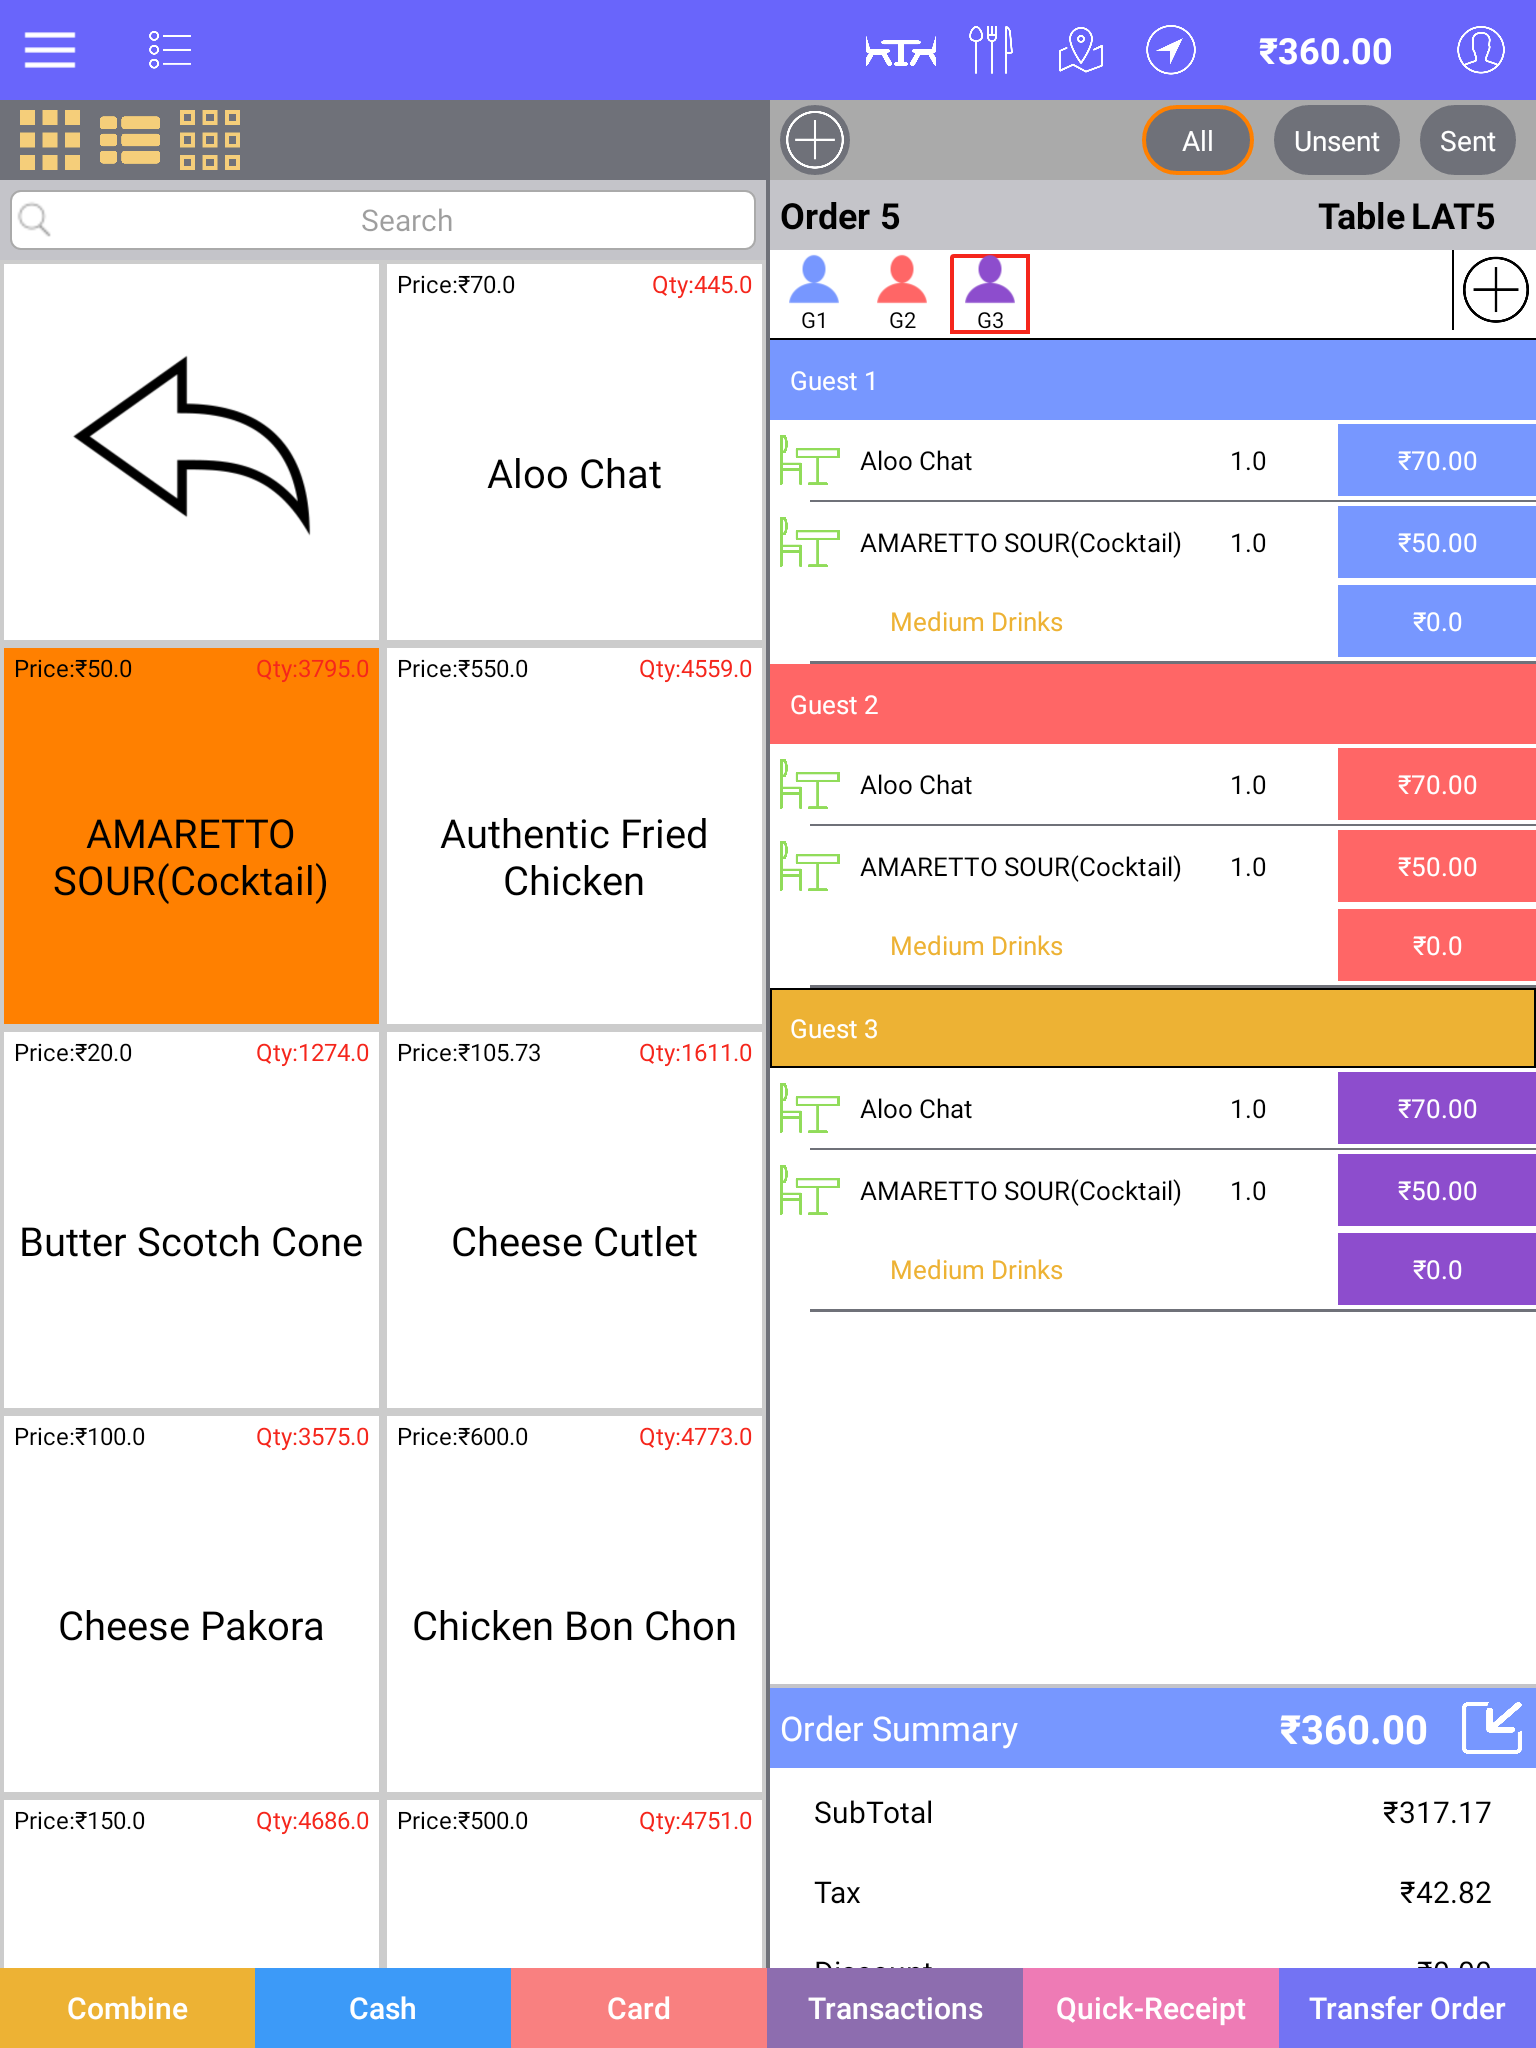 ₹360.00
All
Unsent
Sent
Search
Order 5
Table LAT5
G1
G2
G3
Price:₹70.0
Qty:445.0
Aloo Chat
Price:₹50.0
Qty:3795.0
AMARETTO
SOUR(Cocktail)
Price:₹550.0
Qty:4559.0
Authentic Fried
Chicken
Price:₹20.0
Qty:1274.0
Butter Scotch Cone
Price:₹105.73
Qty:1611.0
Cheese Cutlet
Price:₹100.0
Qty:3575.0
Cheese Pakora
Price:₹600.0
Qty:4773.0
Chicken Bon Chon
Price:₹150.0
Qty:4686.0
Price:₹500.0
Qty:4751.0
Guest 1
Aloo Chat 1.0 ₹70.00
AMARETTO SOUR(Cocktail) 1.0 ₹50.00
Medium Drinks ₹0.0
Guest 2
Aloo Chat 1.0 ₹70.00
AMARETTO SOUR(Cocktail) 1.0 ₹50.00
Medium Drinks ₹0.0
Guest 3
Aloo Chat 1.0 ₹70.00
AMARETTO SOUR(Cocktail) 1.0 ₹50.00
Medium Drinks ₹0.0
Order Summary ₹360.00
SubTotal ₹317.17
Tax ₹42.82
Combine
Cash
Card
Transactions
Quick-Receipt
Transfer Order